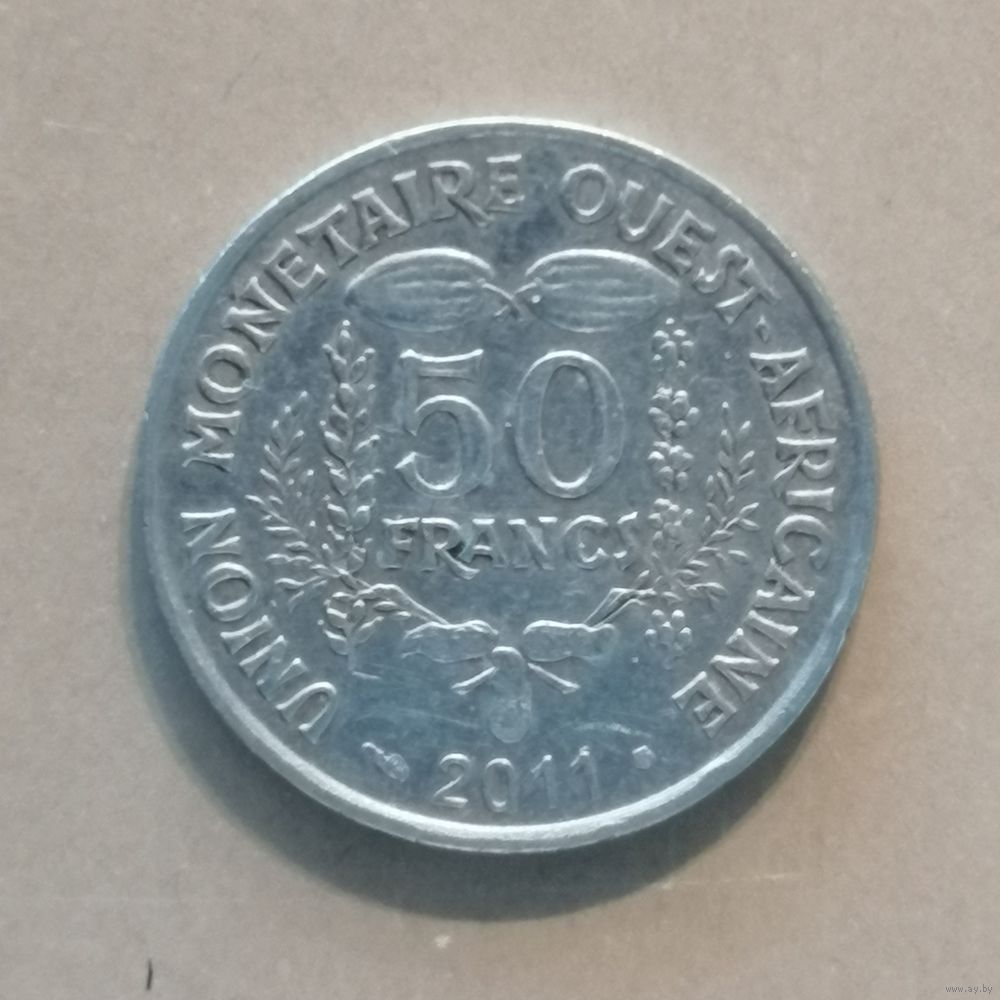 UNION MONETAIRE OUEST-AFRICAINE
50
FRANCS
2011
www.ay.by